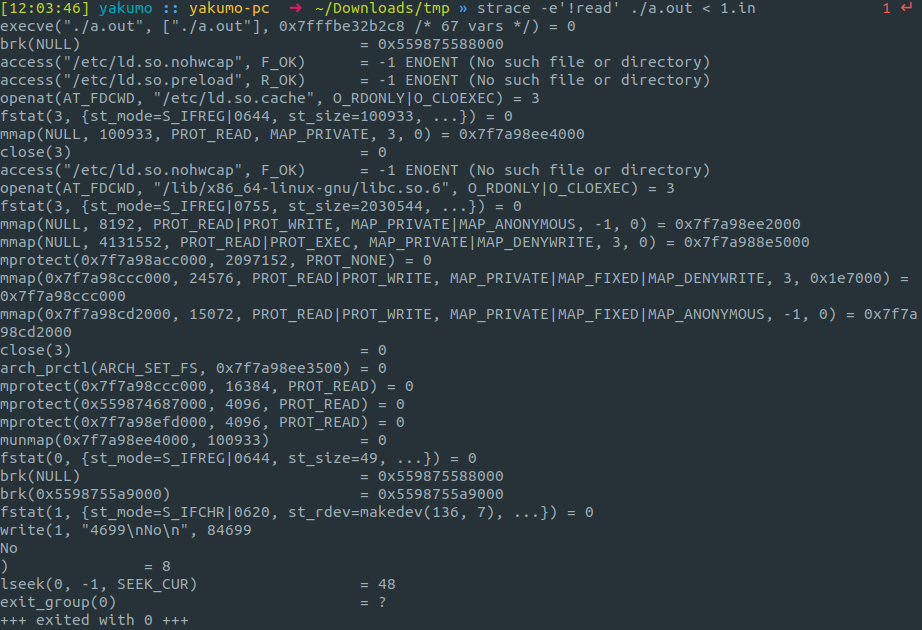 [12:03:46] yakumo :: yakumo-pc → ~/Downloads/tmp » strace -e'!read' ./a.out < 1.in 1 ↵
execve("./a.out", ["./a.out"], 0x7fffbe32b2c8 /* 67 vars */) = 0
brk(NULL) = 0x559875588000
access("/etc/ld.so.nohwcap", F_OK) = -1 ENOENT (No such file or directory)
access("/etc/ld.so.preload", R_OK) = -1 ENOENT (No such file or directory)
openat(AT_FDCWD, "/etc/ld.so.cache", O_RDONLY|O_CLOEXEC) = 3
fstat(3, {st_mode=S_IFREG|0644, st_size=100933, ...}) = 0
mmap(NULL, 100933, PROT_READ, MAP_PRIVATE, 3, 0) = 0x7f7a98ee4000
close(3) = 0
access("/etc/ld.so.nohwcap", F_OK) = -1 ENOENT (No such file or directory)
openat(AT_FDCWD, "/lib/x86_64-linux-gnu/libc.so.6", O_RDONLY|O_CLOEXEC) = 3
fstat(3, {st_mode=S_IFREG|0755, st_size=2030544, ...}) = 0
mmap(NULL, 8192, PROT_READ|PROT_WRITE, MAP_PRIVATE|MAP_ANONYMOUS, -1, 0) = 0x7f7a98ee2000
mmap(NULL, 4131552, PROT_READ|PROT_EXEC, MAP_PRIVATE|MAP_DENYWRITE, 3, 0) = 0x7f7a988e5000
mprotect(0x7f7a98acc000, 2097152, PROT_NONE) = 0
mmap(0x7f7a98ccc000, 24576, PROT_READ|PROT_WRITE, MAP_PRIVATE|MAP_FIXED|MAP_DENYWRITE, 3, 0x1e7000) =
0x7f7a98ccc000
mmap(0x7f7a98cd2000, 15072, PROT_READ|PROT_WRITE, MAP_PRIVATE|MAP_FIXED|MAP_ANONYMOUS, -1, 0) = 0x7f7a
98cd2000
close(3) = 0
arch_prctl(ARCH_SET_FS, 0x7f7a98ee3500) = 0
mprotect(0x7f7a98ccc000, 16384, PROT_READ) = 0
mprotect(0x559874687000, 4096, PROT_READ) = 0
mprotect(0x7f7a98efd000, 4096, PROT_READ) = 0
munmap(0x7f7a98ee4000, 100933) = 0
fstat(0, {st_mode=S_IFREG|0644, st_size=49, ...}) = 0
brk(NULL) = 0x559875588000
brk(0x5598755a9000) = 0x5598755a9000
fstat(1, {st_mode=S_IFCHR|0620, st_rdev=makedev(136, 7), ...}) = 0
write(1, "4699\nNo\n", 84699
No
) = 8
lseek(0, -1, SEEK_CUR) = 48
exit_group(0) = ?
+++ exited with 0 +++